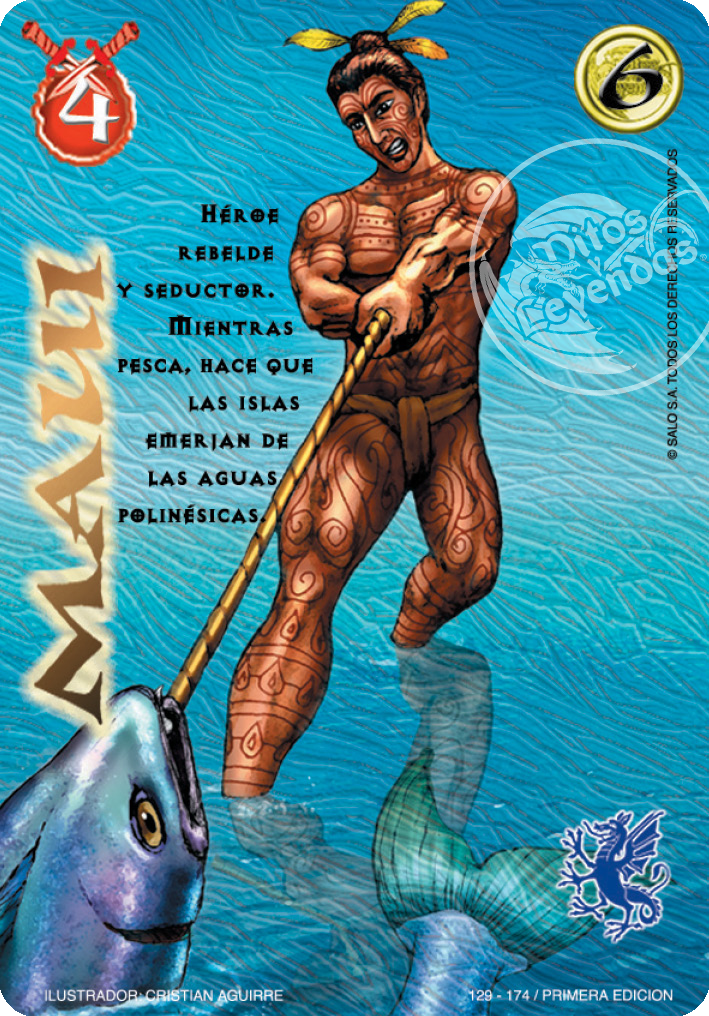 4
6
Héroe
rebelde
y seductor.
Mientras
pesca, hace que
las islas
emerjan de
las aguas
polinésicas.
MAUI
Mitos
y
Leyendas
© SALO S.A. TODOS LOS DERECHOS RESERVADOS
ILUSTRADOR: CRISTIAN AGUIRRE
129 - 174 / PRIMERA EDICION